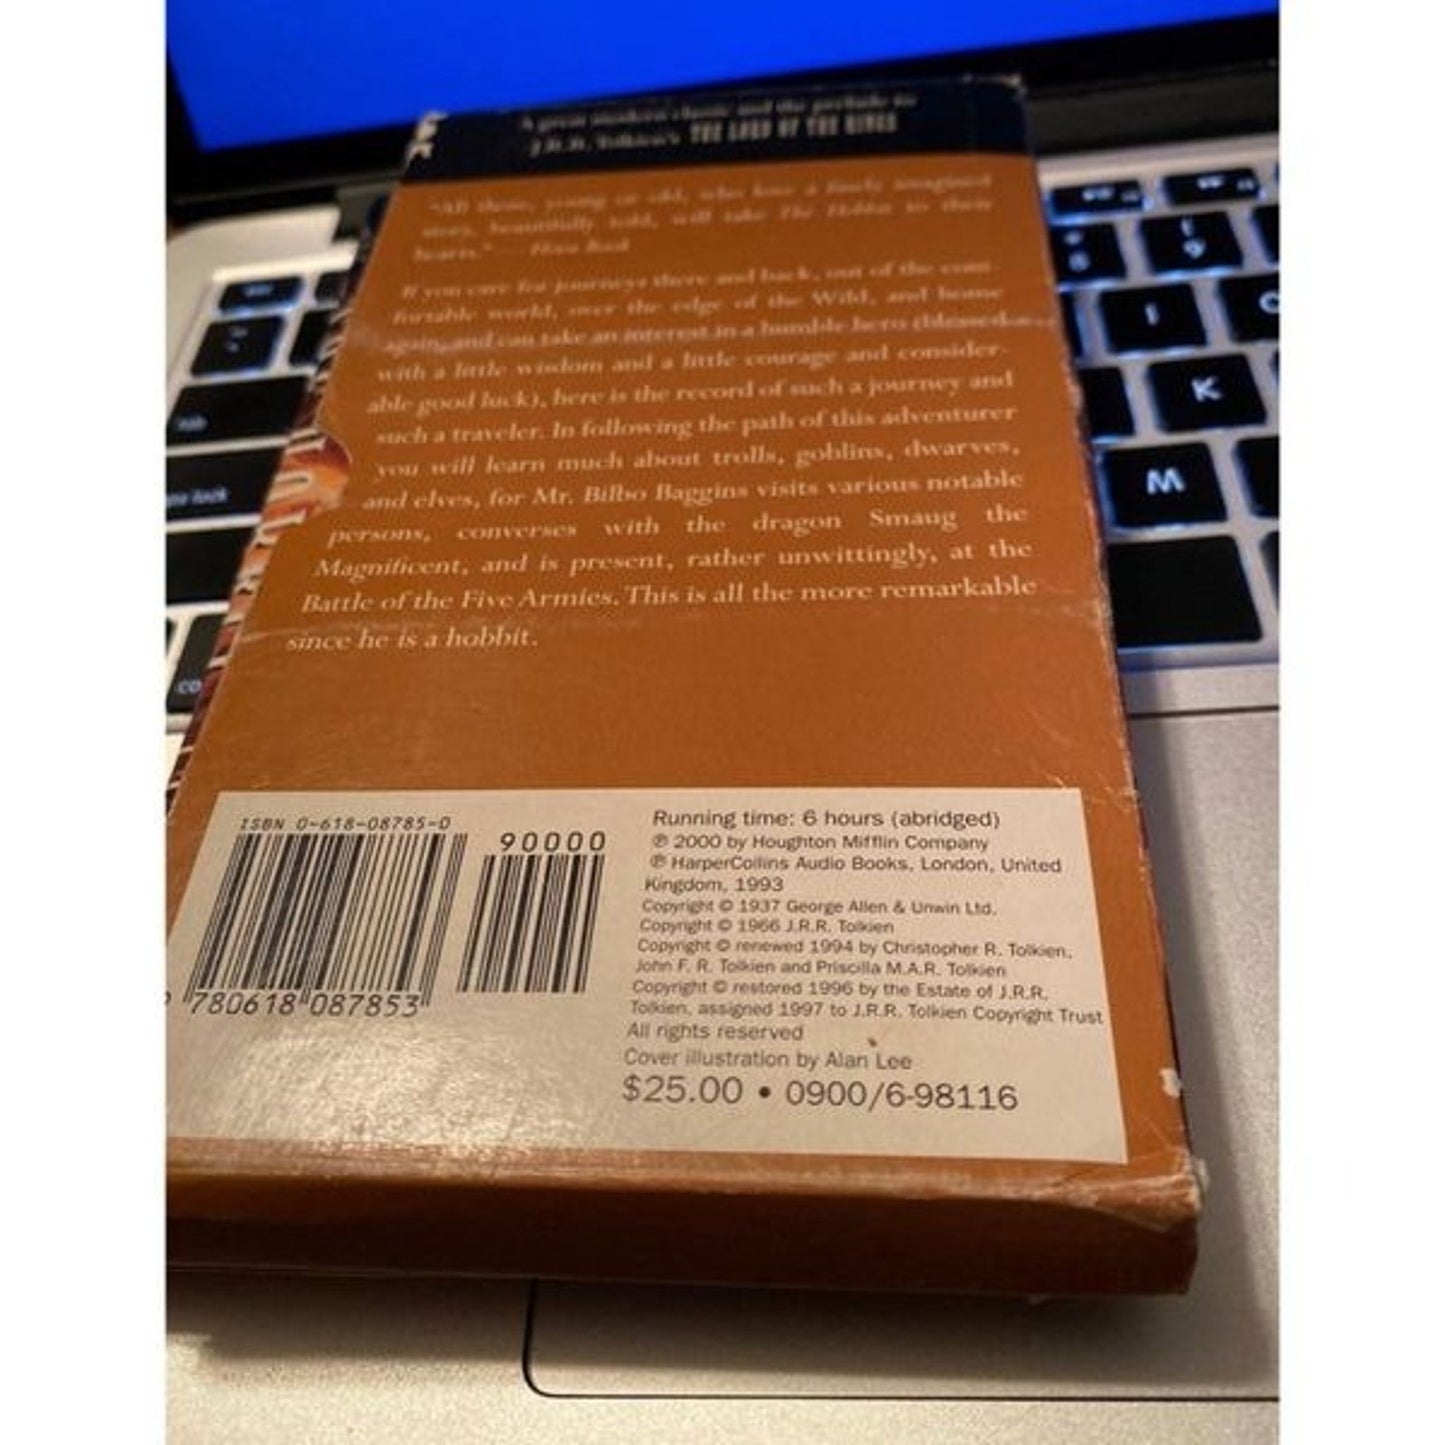 A great modern classic and the prelude to
J.R.R. Tolkien's THE LORD OF THE RINGS
"All those, young or old, who love a finely imagined
story, beautifully told, will take The Hobbit to their
hearts." — Horn Book
If you care for journeys there and back, out of the com-
fortable world, over the edge of the Wild, and home
again, and can take an interest in a humble hero (blessed
with a little wisdom and a little courage and consider-
able good luck), here is the record of such a journey and
such a traveler. In following the path of this adventurer
you will learn much about trolls, goblins, dwarves,
and elves, for Mr. Bilbo Baggins visits various notable
persons, converses with the dragon Smaug the
Magnificent, and is present, rather unwittingly, at the
Battle of the Five Armies. This is all the more remarkable
since he is a hobbit.
ISBN 0-618-08785-0
90000
780618 087853
Running time: 6 hours (abridged)
℗ 2000 by Houghton Mifflin Company
℗ HarperCollins Audio Books, London, United
Kingdom, 1993
Copyright © 1937 George Allen & Unwin Ltd.
Copyright © 1966 J.R.R. Tolkien
Copyright © renewed 1994 by Christopher R. Tolkien,
John F. R. Tolkien and Priscilla M.A.R. Tolkien
Copyright © restored 1996 by the Estate of J.R.R.
Tolkien, assigned 1997 to J.R.R. Tolkien Copyright Trust
All rights reserved
Cover illustration by Alan Lee
$25.00 • 0900/6-98116
9
8
I
K
M